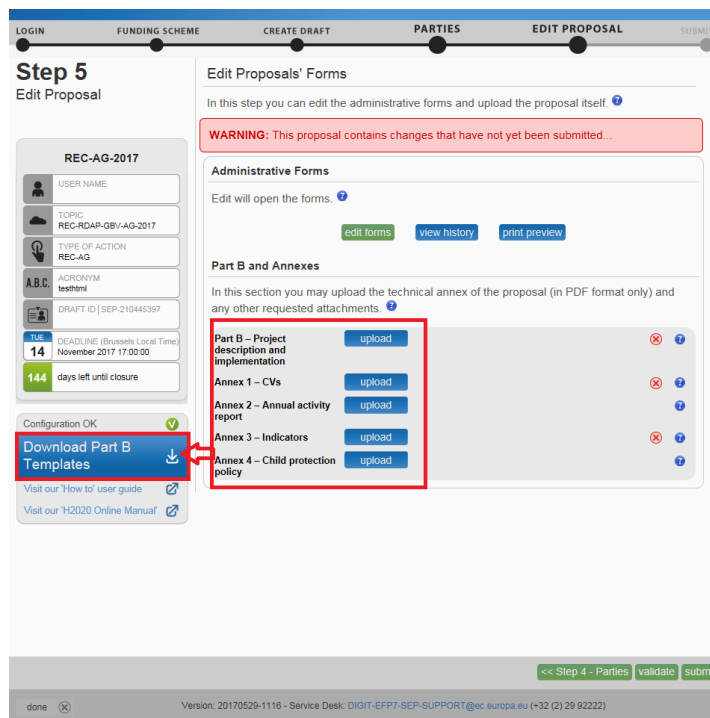 LOGIN
FUNDING SCHEME
CREATE DRAFT
PARTIES
EDIT PROPOSAL
SUBMI
Step 5
Edit Proposal
REC-AG-2017
USER NAME
TOPIC
REC-RDAP-GBV-AG-2017
TYPE OF ACTION
REC-AG
A.B.C.
ACRONYM
testhtml
DRAFT ID | SEP-210445397
TUE
14
DEADLINE (Brussels Local Time)
November 2017 17:00:00
144
days left until closure
Configuration OK
Download Part B
Templates
Visit our 'How to' user guide
Visit our 'H2020 Online Manual'
Edit Proposals' Forms
In this step you can edit the administrative forms and upload the proposal itself. ?
WARNING: This proposal contains changes that have not yet been submitted...
Administrative Forms
Edit will open the forms. ?
edit forms
view history
print preview
Part B and Annexes
In this section you may upload the technical annex of the proposal (in PDF format only) and
any other requested attachments. ?
Part B – Project
description and
implementation
upload
?
Annex 1 – CVs
upload
?
Annex 2 – Annual activity
report
upload
?
Annex 3 – Indicators
upload
?
Annex 4 – Child protection
policy
upload
?
<< Step 4 - Parties
validate
subm
done
Version: 20170529-1116 - Service Desk: DIGIT-EFP7-SEP-SUPPORT@ec.europa.eu (+32 (2) 29 92222)